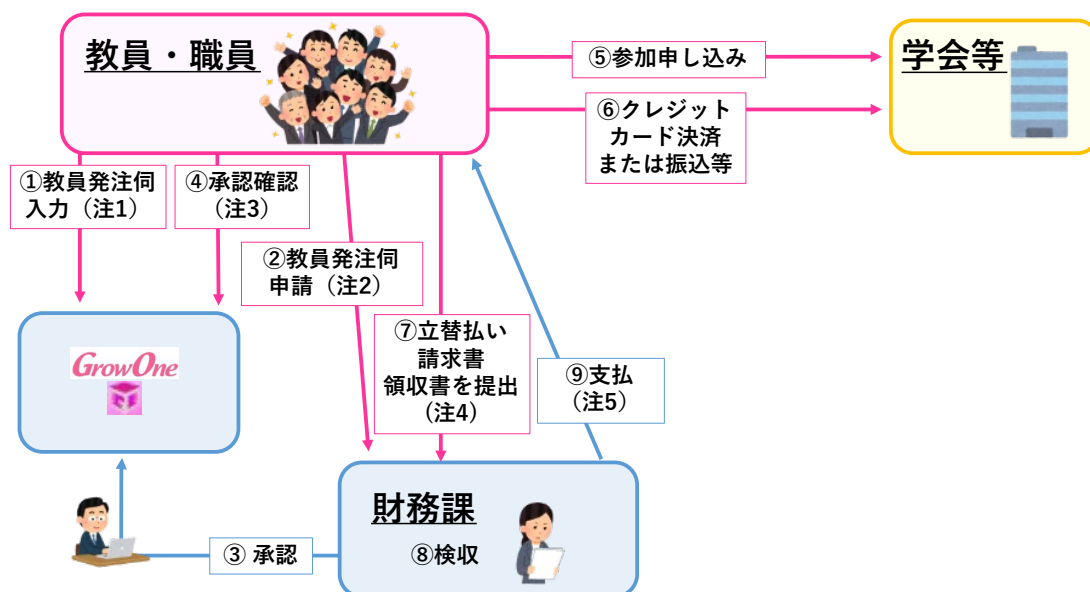 教員・職員
学会等
⑤参加申し込み
⑥クレジット
カード決済
または振込等
①教員発注伺
入力（注1）
④承認確認
（注3）
②教員発注伺
申請（注2）
⑦立替払い
請求書
領収書を提出
（注4）
⑨支払
（注5）
GrowOne
財務課
⑧検収
③ 承認